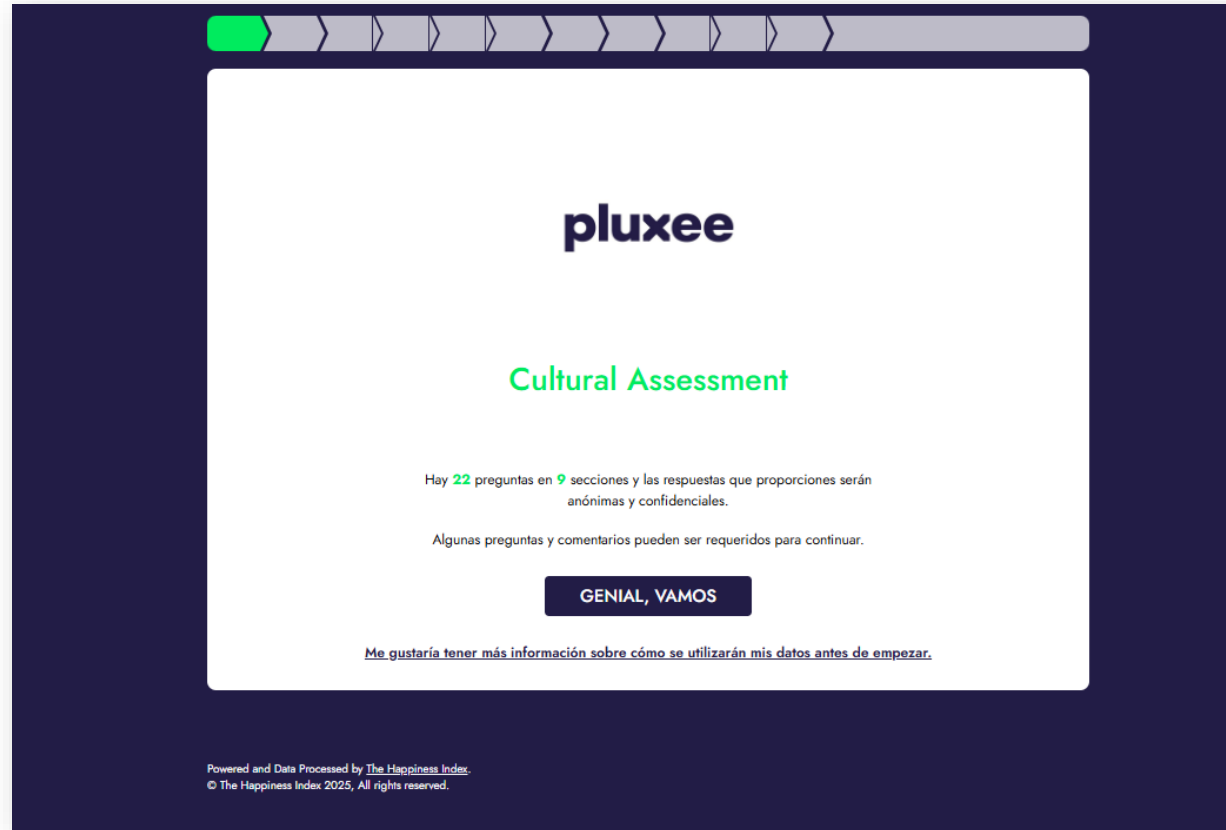 pluxee
Cultural Assessment
Hay 22 preguntas en 9 secciones y las respuestas que proporciones serán
anónimas y confidenciales.
Algunas preguntas y comentarios pueden ser requeridos para continuar.
GENIAL, VAMOS
Me gustaría tener más información sobre cómo se utilizarán mis datos antes de empezar.
Powered and Data Processed by The Happiness Index.
© The Happiness Index 2025, All rights reserved.